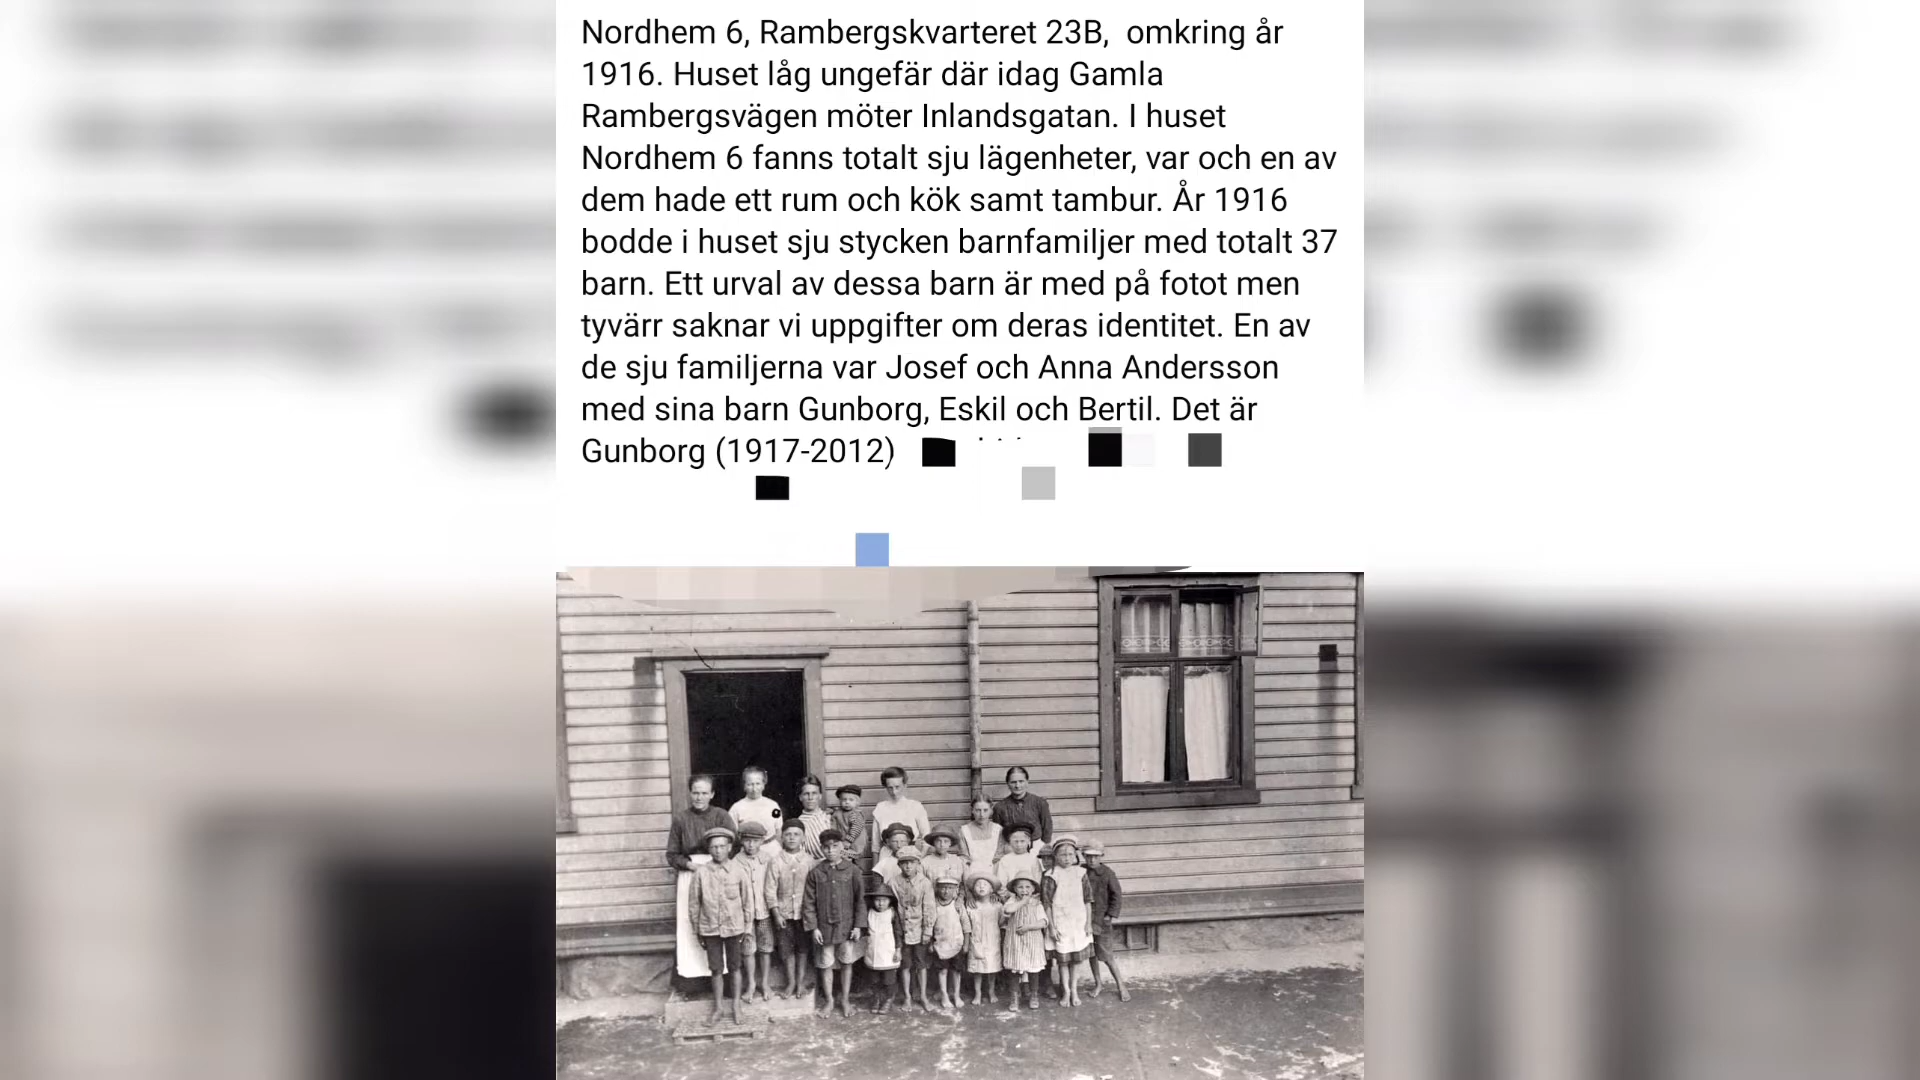 Nordhem 6, Rambergskvarteret 23B, omkring år
1916. Huset låg ungefär där idag Gamla
Rambergsvägen möter Inlandsgatan. I huset
Nordhem 6 fanns totalt sju lägenheter, var och en av
dem hade ett rum och kök samt tambur. År 1916
bodde i huset sju stycken barnfamiljer med totalt 37
barn. Ett urval av dessa barn är med på fotot men
tyvärr saknar vi uppgifter om deras identitet. En av
de sju familjerna var Josef och Anna Andersson
med sina barn Gunborg, Eskil och Bertil. Det är
Gunborg (1917-2012)